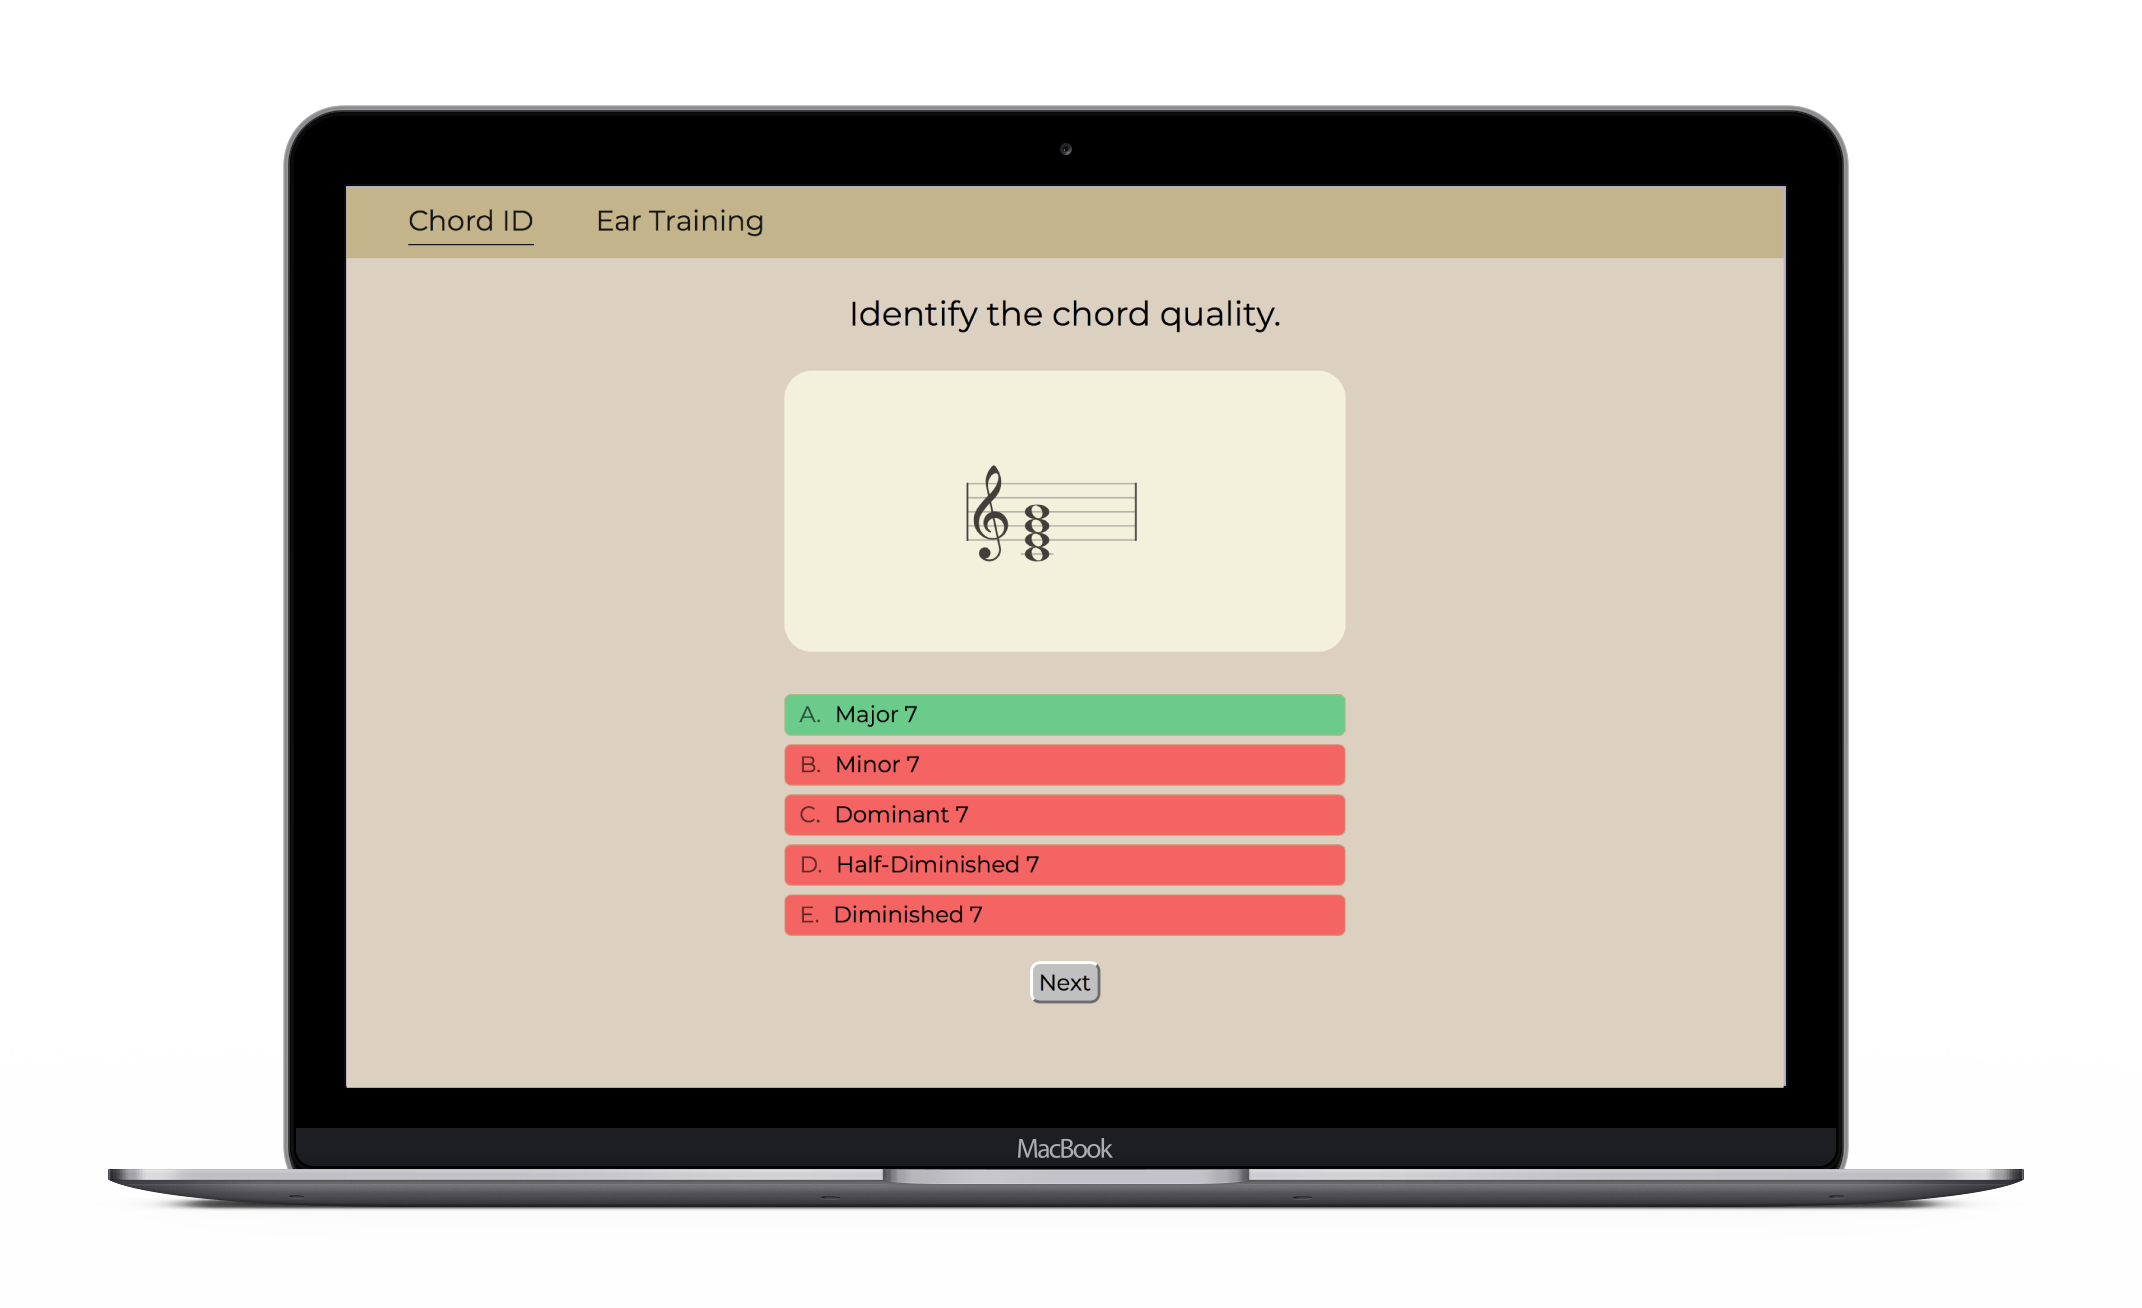 Chord ID Ear Training
Identify the chord quality.
A. Major 7
B. Minor 7
C. Dominant 7
D. Half-Diminished 7
E. Diminished 7
Next
MacBook